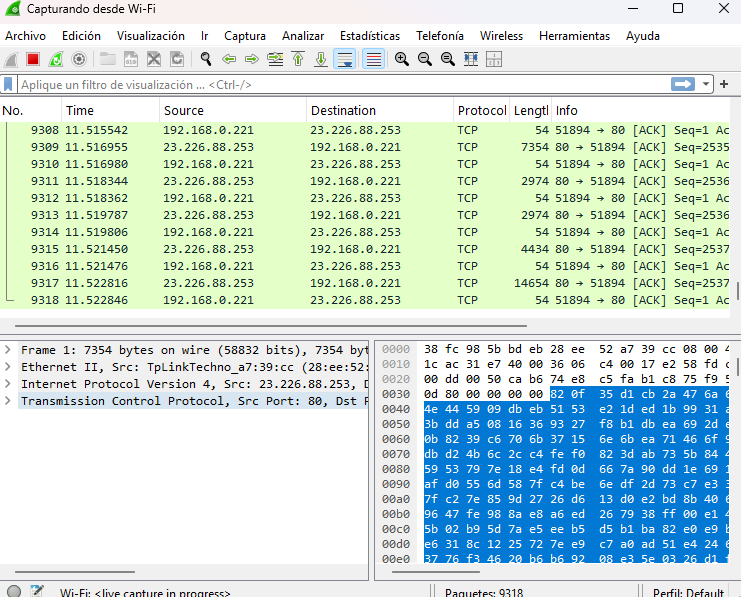 Capturando desde Wi-Fi
Archivo Edición Visualización Ir Captura Analizar Estadísticas Telefonía Wireless Herramientas Ayuda
Aplique un filtro de visualización … <Ctrl-/>
No. Time Source Destination Protocol Lengtl Info
9308 11.515542 192.168.0.221 23.226.88.253 TCP 54 51894 → 80 [ACK] Seq=1 Ac
9309 11.516955 23.226.88.253 192.168.0.221 TCP 7354 80 → 51894 [ACK] Seq=2535
9310 11.516980 192.168.0.221 23.226.88.253 TCP 54 51894 → 80 [ACK] Seq=1 Ac
9311 11.518344 23.226.88.253 192.168.0.221 TCP 2974 80 → 51894 [ACK] Seq=2536
9312 11.518362 192.168.0.221 23.226.88.253 TCP 54 51894 → 80 [ACK] Seq=1 Ac
9313 11.519787 23.226.88.253 192.168.0.221 TCP 2974 80 → 51894 [ACK] Seq=2536
9314 11.519806 192.168.0.221 23.226.88.253 TCP 54 51894 → 80 [ACK] Seq=1 Ac
9315 11.521450 23.226.88.253 192.168.0.221 TCP 4434 80 → 51894 [ACK] Seq=2537
9316 11.521476 192.168.0.221 23.226.88.253 TCP 54 51894 → 80 [ACK] Seq=1 Ac
9317 11.522816 23.226.88.253 192.168.0.221 TCP 14654 80 → 51894 [ACK] Seq=2537
9318 11.522846 192.168.0.221 23.226.88.253 TCP 54 51894 → 80 [ACK] Seq=1 Ac
Frame 1: 7354 bytes on wire (58832 bits), 7354 byt
Ethernet II, Src: TpLinkTechno_a7:39:cc (28:ee:52:
Internet Protocol Version 4, Src: 23.226.88.253, D
Transmission Control Protocol, Src Port: 80, Dst P
0000 38 fc 98 5b bd eb 28 ee 52 a7 39 cc 08 00 4
0010 1c ac 31 e7 40 00 36 06 c4 00 17 e2 58 fd c
0020 00 dd 00 50 ca b6 74 e8 c5 fa b1 c8 75 f9 5
0030 0d 80 00 00 00 00 82 0f 35 d1 cb 2a 47 6a 6
0040 4e 44 59 09 db eb 51 53 e2 1d ed 1b 99 31 a
0050 3b dd a5 08 16 36 93 27 f8 b1 db ea 69 2d e
0060 0b 82 39 c6 70 6b 37 15 6e 6b ea 71 46 6f 9
0070 db d2 4b 6c 2c c4 fe f0 82 3d ab 73 5b 84 4
0080 59 53 79 7e 18 e4 fd 0d 66 7a 90 dd 1e 69 1
0090 af d0 55 6d 58 7f c4 be 6e df 2d 73 c7 e3 3
00a0 7f c2 7e 85 9d 27 26 d6 13 d0 e2 bd 8b 40 6
00b0 96 47 fe 98 8a e8 a6 ed 26 79 38 ff 00 e1 4
00c0 5b 02 b9 5d 7a e5 ee b5 d5 b1 ba 82 e0 e9 b
00d0 e6 31 8c 12 25 72 7e e9 c7 a0 ad 51 e4 24 6
00e0 37 76 f3 46 20 b6 b6 92 08 e3 5e 03 26 d1 f
Wi-Fi: <live capture in progress> Paquetes: 9318 Perfil: Default